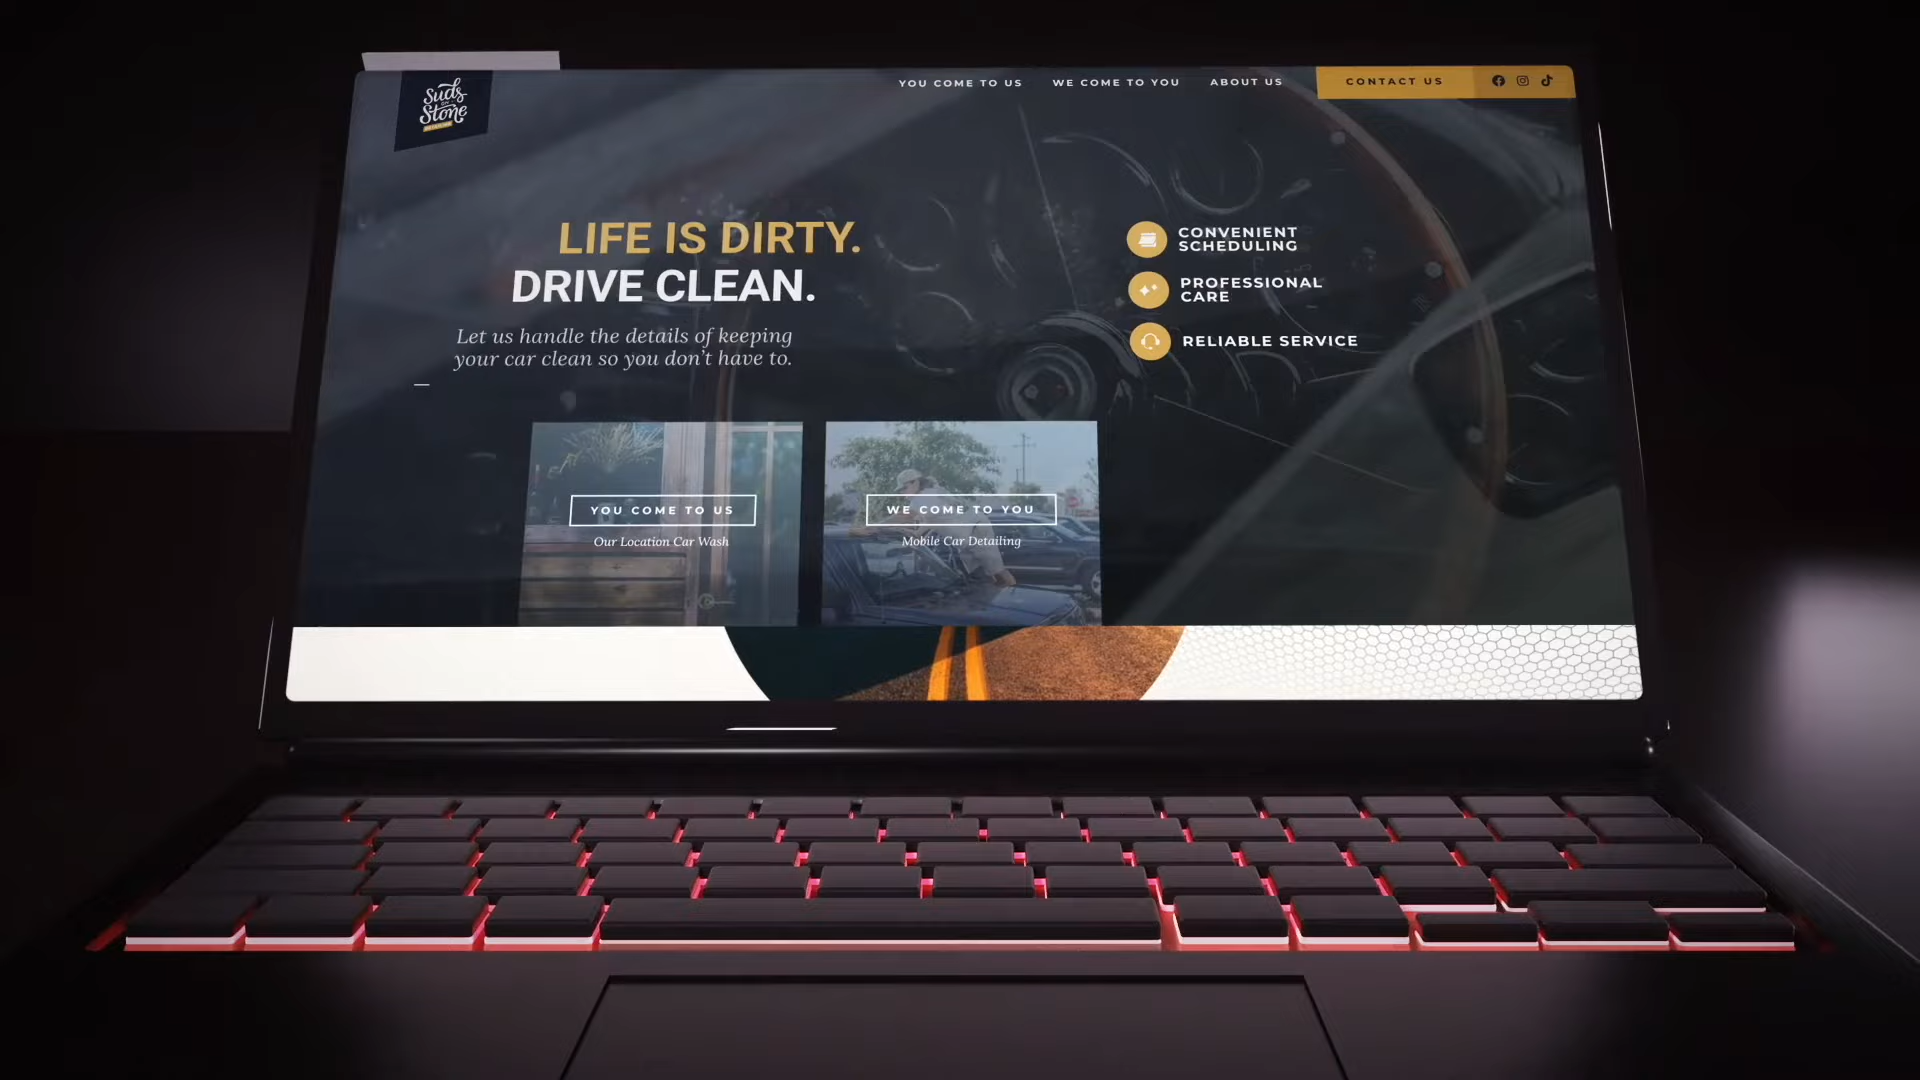 Suds
on
Stone
YOU COME TO US
WE COME TO YOU
ABOUT US
CONTACT US
LIFE IS DIRTY.
DRIVE CLEAN.
Let us handle the details of keeping
your car clean so you don't have to.
CONVENIENT
SCHEDULING
PROFESSIONAL
CARE
RELIABLE SERVICE
YOU COME TO US
Our Location Car Wash
WE COME TO YOU
Mobile Car Detailing